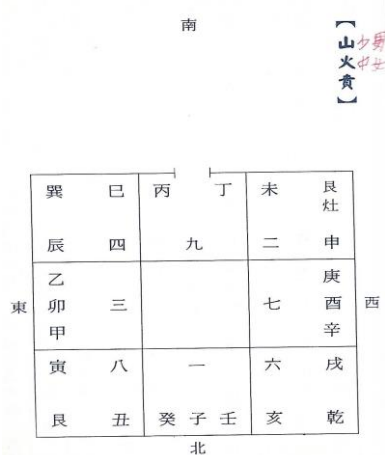 南
【山火賁】
少男
中女
巽 巳 丙 丁 未 艮灶
辰 四 九 二 申
東 乙卯甲 三 七 庚酉辛 西
寅 八 一 六 戌
艮 丑 癸 子 壬 亥 乾
北